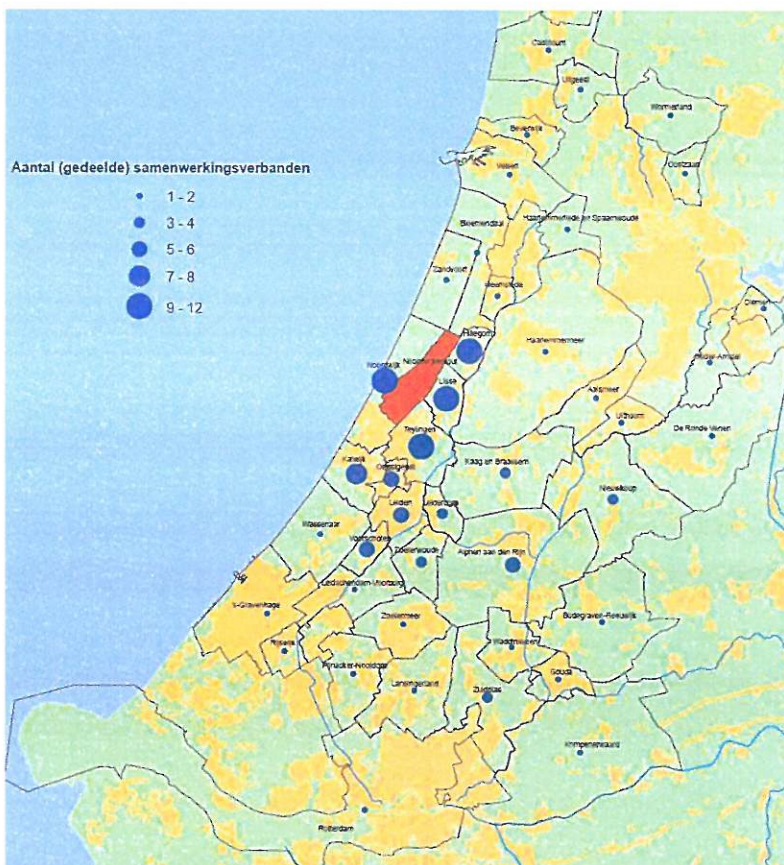 Castricum
Uitgeest
Wormerland
Beverwijk
Oostzaan
Velsen
Aantal (gedeelde) samenwerkingsverbanden
1 - 2
3 - 4
5 - 6
7 - 8
9 - 12
Bloemendaal
Haarlemmerliede en Spaarnwoude
Zandvoort
Heemstede
Diemen
Hillegom
Haarlemmermeer
Noordwijk
Ouder-Amstel
Lisse
Aalsmeer
Uithoorn
Teylingen
De Ronde Venen
Katwijk
Oegstgeest
Kaag en Braassem
Nieuwkoop
Leiden
Leiderdorp
Wassenaar
Voorschoten
Zoeterwoude
Alphen aan den Rijn
Leidschendam-Voorburg
's-Gravenhage
Zoetermeer
Bodegraven-Reeuwijk
Rijswijk
Waddinxveen
Pijnacker-Nootdorp
Lansingerland
Zuidplas
Gouda
Krimpenerwaard
Rotterdam